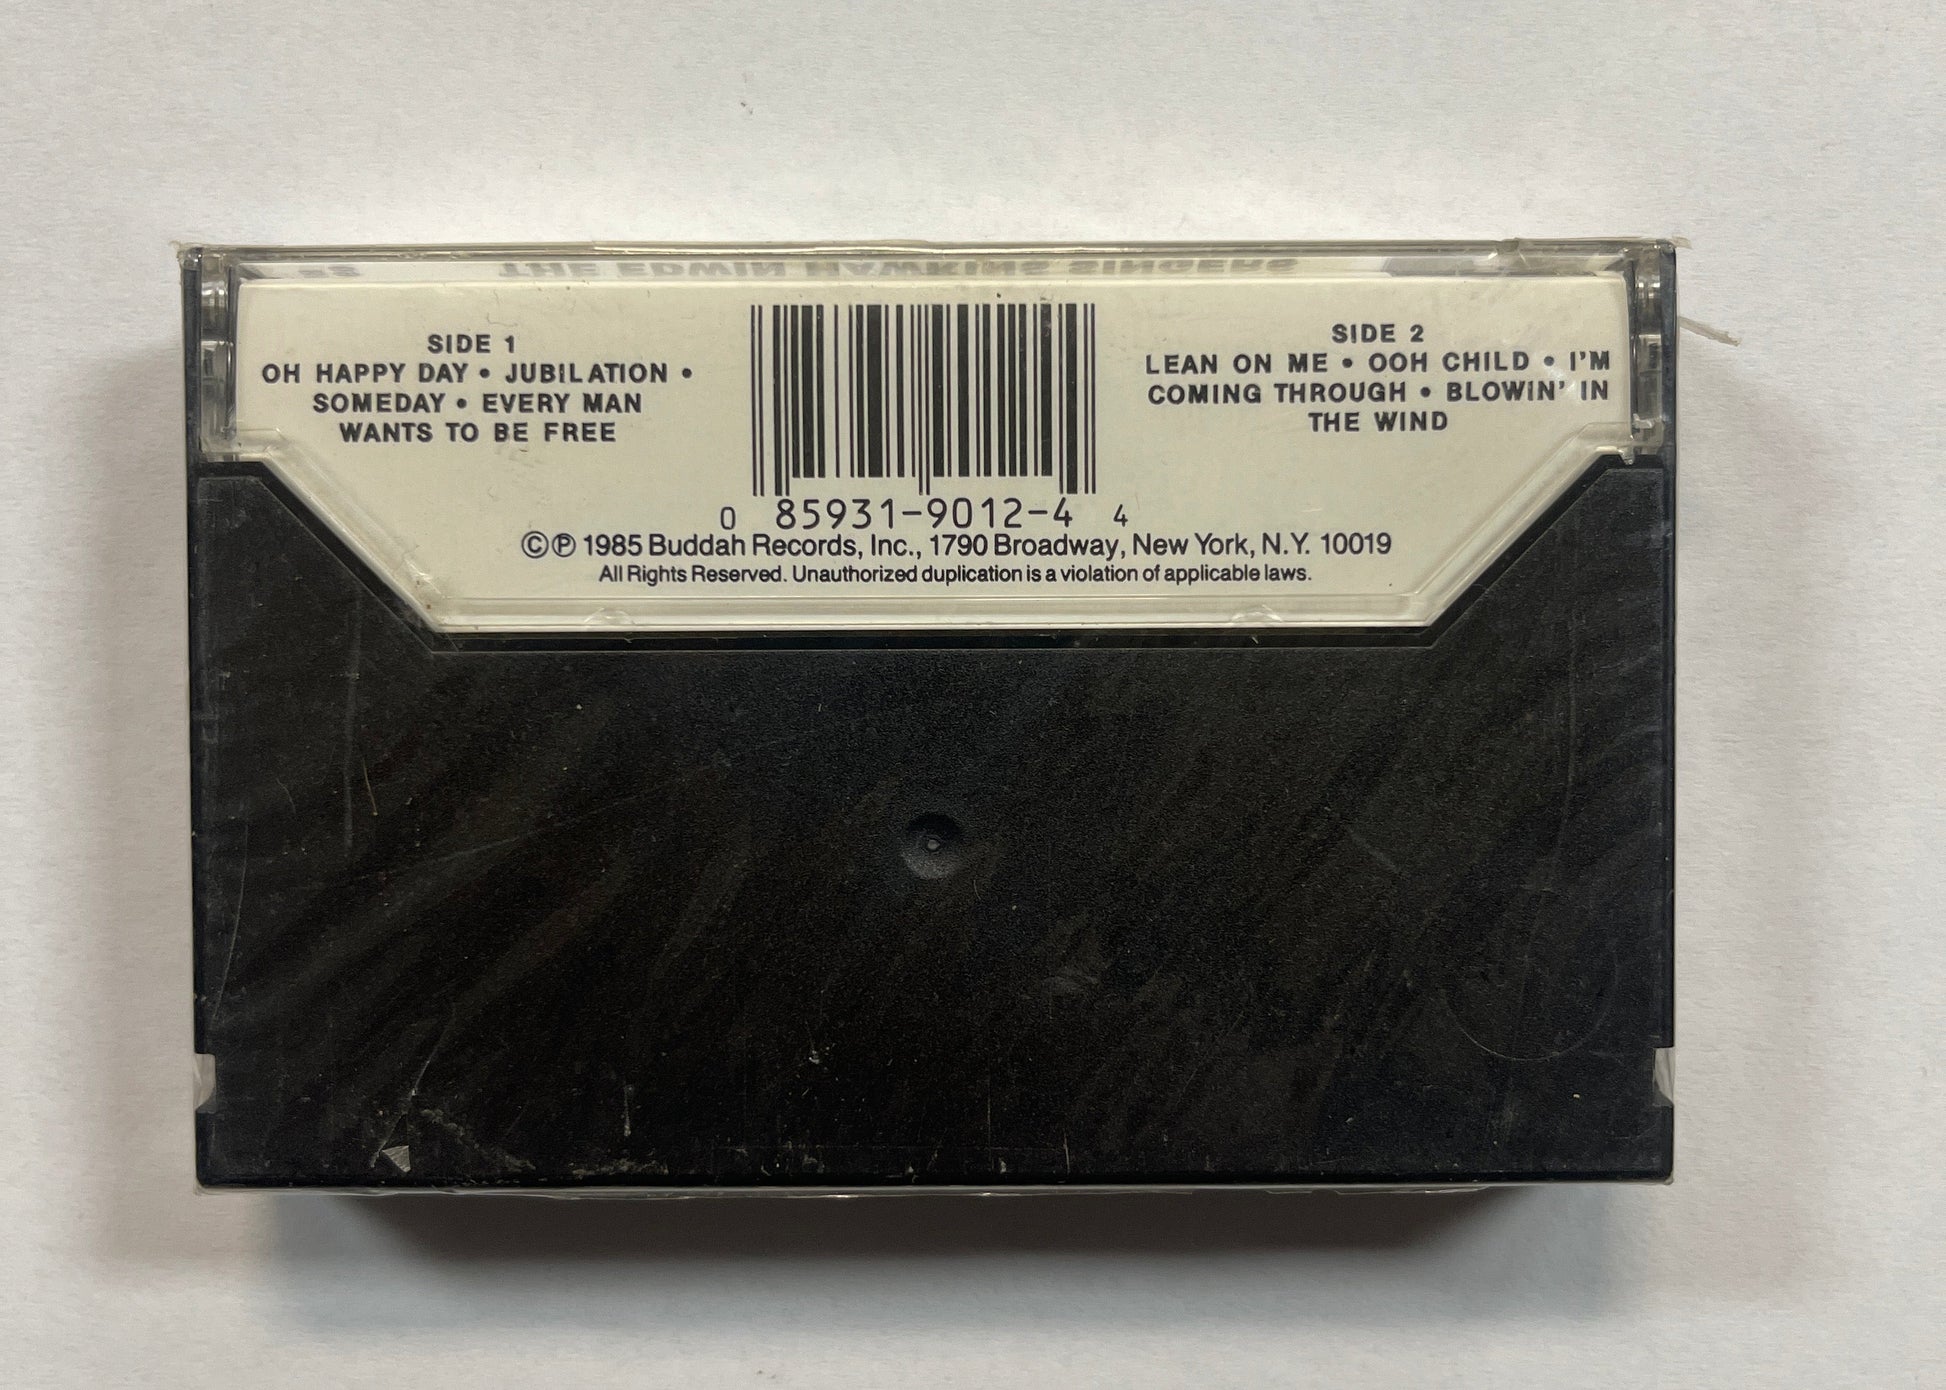 THE EDWIN HAWKINS SINGERS
SIDE 1
OH HAPPY DAY • JUBILATION •
SOMEDAY • EVERY MAN
WANTS TO BE FREE
SIDE 2
LEAN ON ME • OOH CHILD • I'M
COMING THROUGH • BLOWIN' IN
THE WIND
0 85931-9012-4 4
©℗ 1985 Buddah Records, Inc., 1790 Broadway, New York, N.Y. 10019
All Rights Reserved. Unauthorized duplication is a violation of applicable laws.